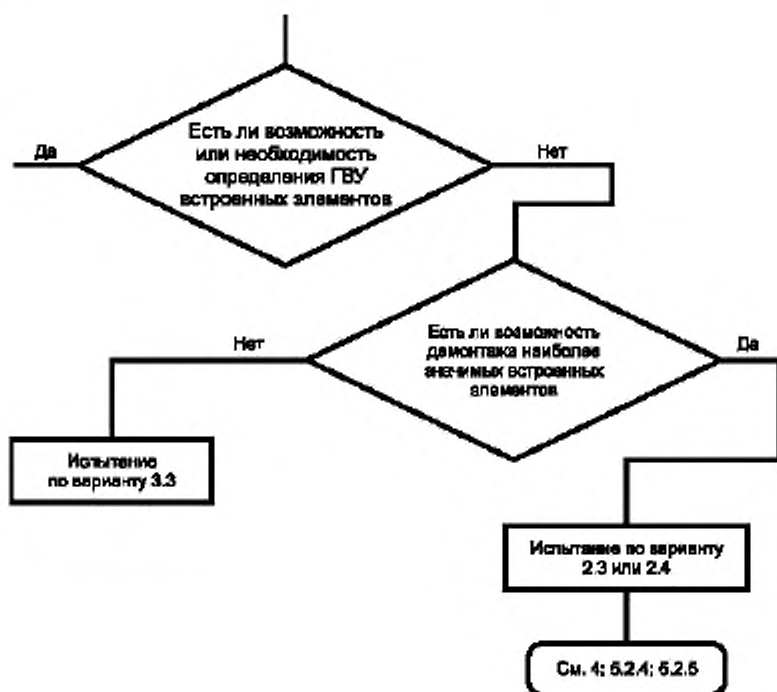 Есть ли возможность
или необходимость
определения ГВУ
встроенных элементов
Да
Нет
Есть ли возможность
демонтажа наиболее
значимых встроенных
элементов
Нет
Да
Испытание
по варианту 3.3
Испытание по варианту
2.3 или 2.4
См. 4; 5.2.4; 5.2.5